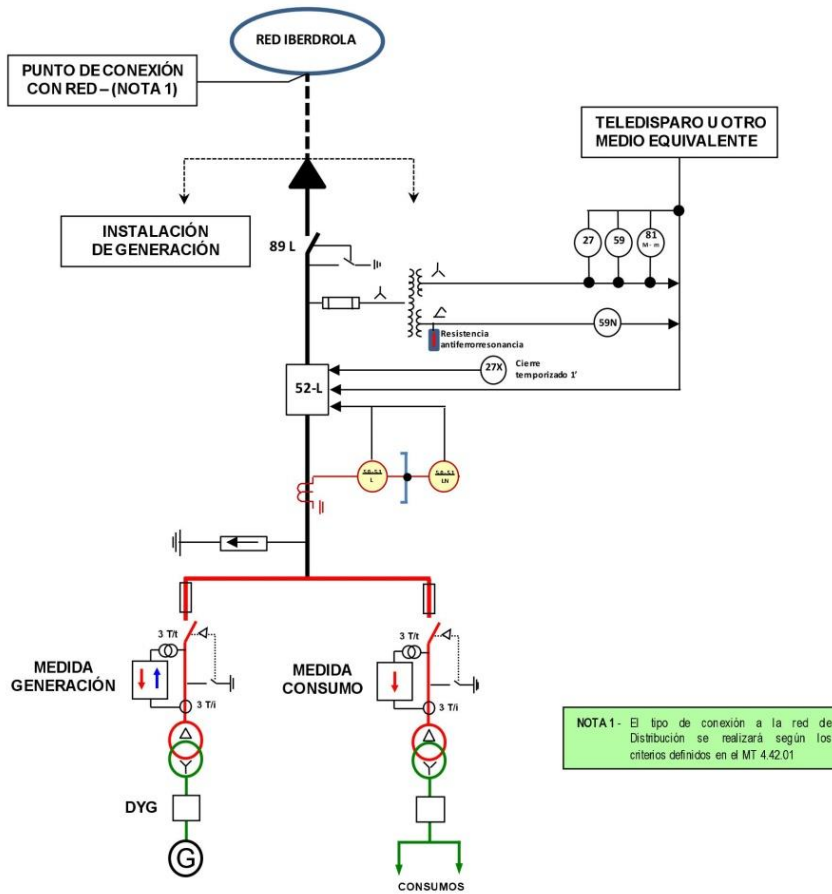 RED IBERDROLA
PUNTO DE CONEXIÓN
CON RED – (NOTA 1)
TELEDISPARO U OTRO
MEDIO EQUIVALENTE
INSTALACIÓN
DE GENERACIÓN
89 L
27
59
81
M - m
Resistencia
antiferrorresonancia
59N
52-L
27X
Cierre
temporizado 1'
L
LN
3 T/t
3 T/t
MEDIDA
GENERACIÓN
MEDIDA
CONSUMO
3 T/i
3 T/i
NOTA 1 - El tipo de conexión a la red de
Distribución se realizará según los
criterios definidos en el MT 4.42.01
DYG
G
CONSUMOS